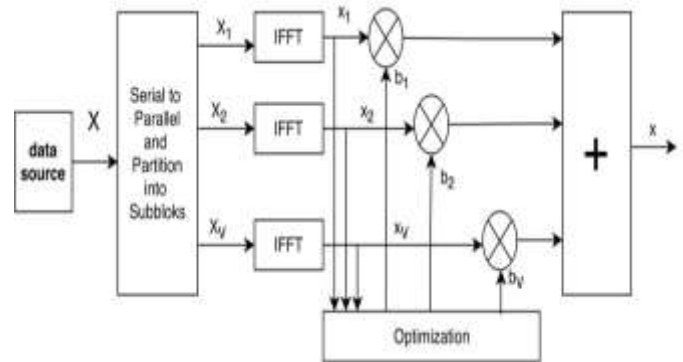 data
source
X
Serial to
Parallel
and
Partition
into
Subbloks
X1
IFFT
x1
b1
X2
IFFT
x2
b2
XV
IFFT
xV
bV
Optimization
+
x